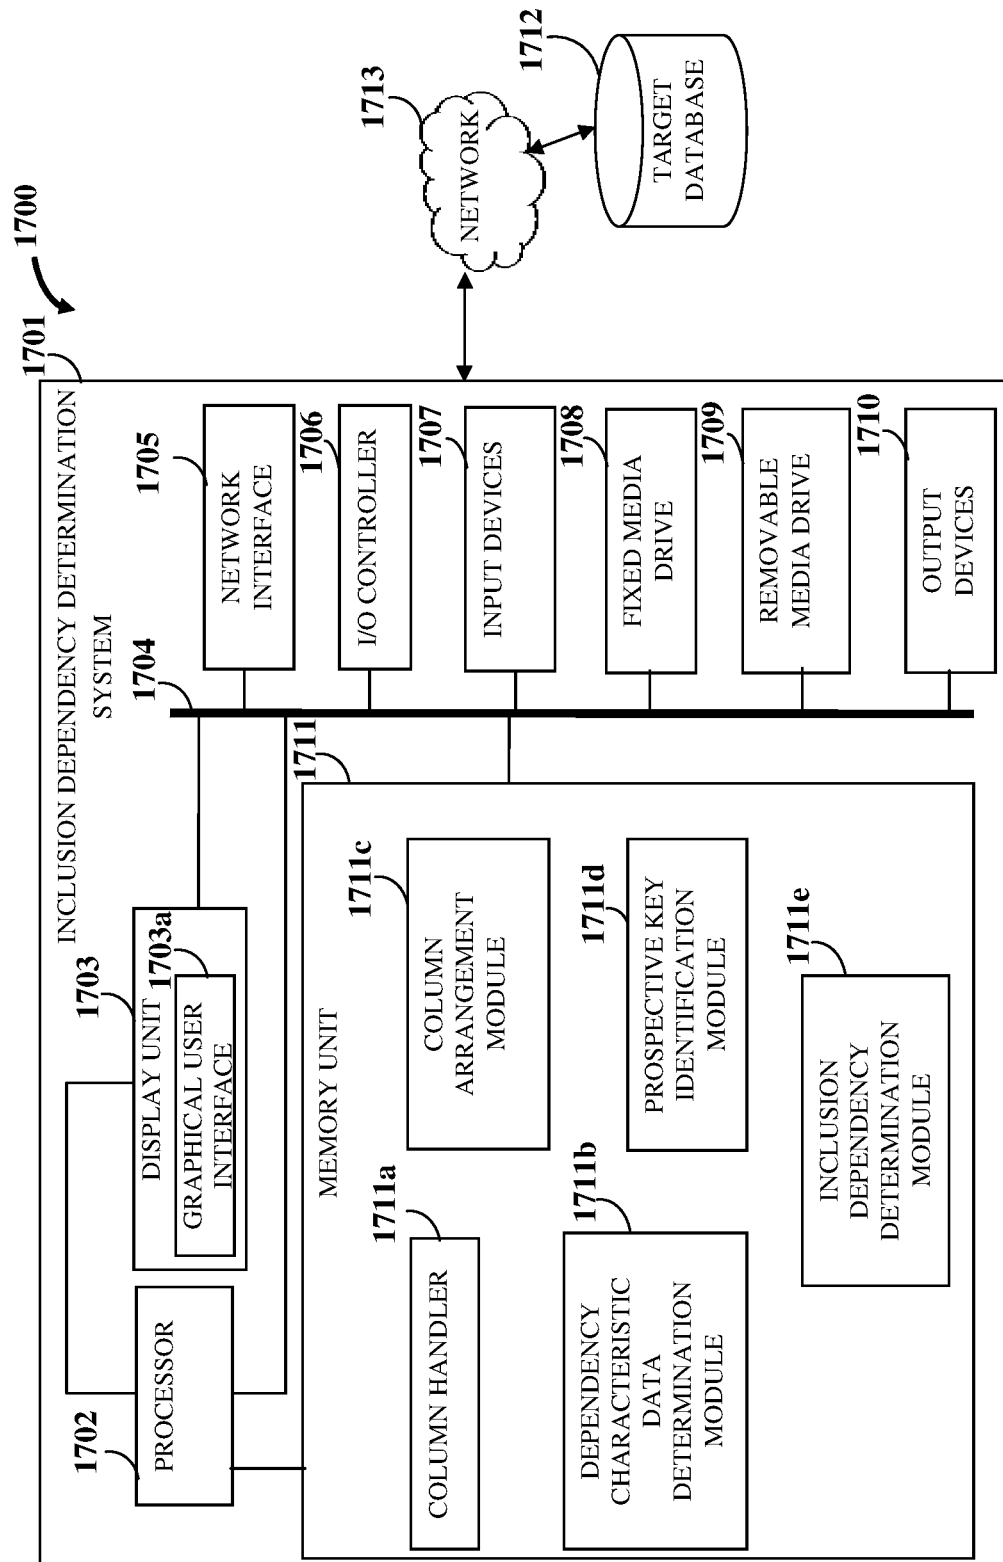 1700
1701
INCLUSION DEPENDENCY DETERMINATION
SYSTEM
1702
PROCESSOR
1703
DISPLAY UNIT
1703a
GRAPHICAL USER
INTERFACE
1704
1705
NETWORK
INTERFACE
1706
I/O CONTROLLER
1707
INPUT DEVICES
1708
FIXED MEDIA
DRIVE
1709
REMOVABLE
MEDIA DRIVE
1710
OUTPUT
DEVICES
1711
MEMORY UNIT
1711a
COLUMN HANDLER
1711b
DEPENDENCY
CHARACTERISTIC
DATA
DETERMINATION
MODULE
1711c
COLUMN
ARRANGEMENT
MODULE
1711d
PROSPECTIVE KEY
IDENTIFICATION
MODULE
1711e
INCLUSION
DEPENDENCY
DETERMINATION
MODULE
1713
NETWORK
1712
TARGET
DATABASE